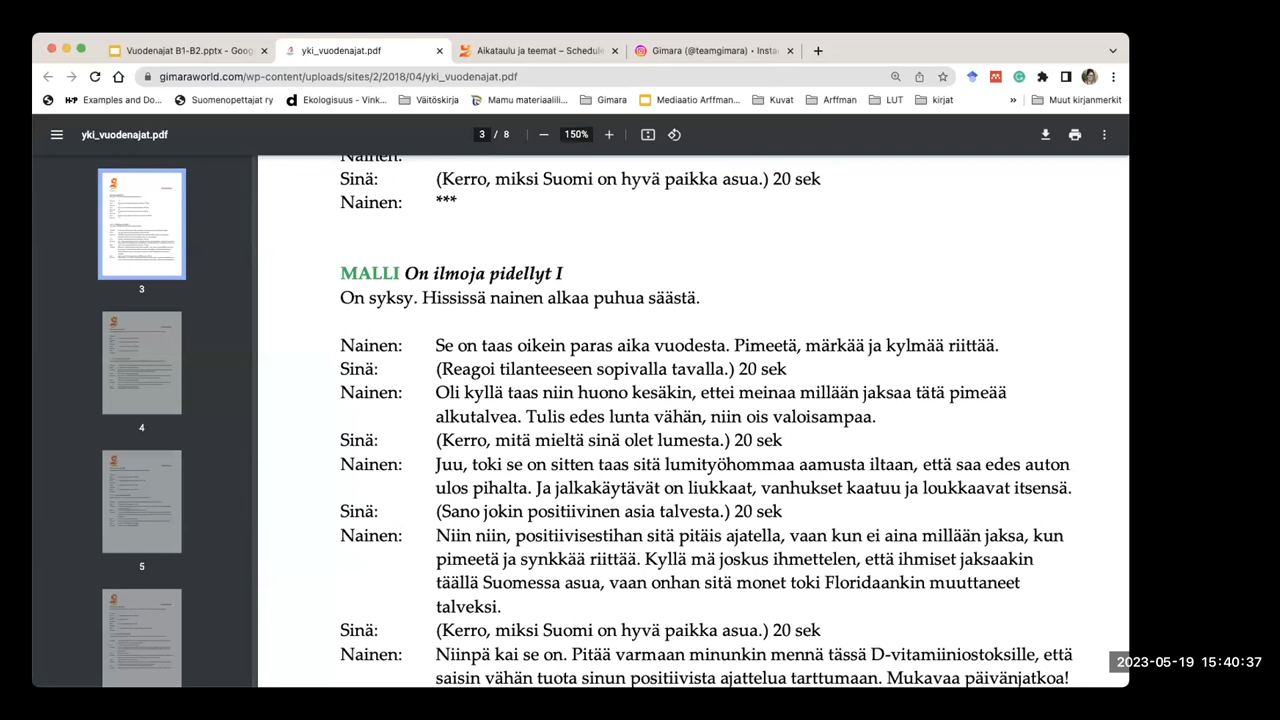 Vuodenajat B1-B2.pptx - Goog
yki_vuodenajat.pdf
Aikataulu ja teemat – Schedule
Gimara (@teamgimara) • Insta
gimaraworld.com/wp-content/uploads/sites/2/2018/04/yki_vuodenajat.pdf
Examples and Do...
Suomenopettajat ry
Ekologisuus - Vink...
Väitöskirja
Mamu materiaalili...
Gimara
Mediaatio Arffman...
Kuvat
Arffman
LUT
kirjat
»
Muut kirjanmerkit
yki_vuodenajat.pdf
3 / 8
150%
3
4
5
Nainen:
Sinä: (Kerro, miksi Suomi on hyvä paikka asua.) 20 sek
Nainen: ***
MALLI On ilmoja pidellyt I
On syksy. Hississä nainen alkaa puhua säästä.
Nainen: Se on taas oikein paras aika vuodesta. Pimeetä, märkää ja kylmää riittää.
Sinä: (Reagoi tilanteeseen sopivalla tavalla.) 20 sek
Nainen: Oli kyllä taas niin huono kesäkin, ettei meinaa millään jaksaa tätä pimeää
alkutalvea. Tulis edes lunta vähän, niin ois valoisampaa.
Sinä: (Kerro, mitä mieltä sinä olet lumesta.) 20 sek
Nainen: Juu, toki se on sitten taas sitä lumityöhommaa aamusta iltaan, että saa edes auton
ulos pihalta. Ja jalkakäytävät on liukkaat, vanhukset kaatuu ja loukkaavat itsensä.
Sinä: (Sano jokin positiivinen asia talvesta.) 20 sek
Nainen: Niin niin, positiivisestihan sitä pitäis ajatella, vaan kun ei aina millään jaksa, kun
pimeetä ja synkkää riittää. Kyllä mä joskus ihmettelen, että ihmiset jaksaakin
täällä Suomessa asua, vaan onhan sitä monet toki Floridaankin muuttaneet
talveksi.
Sinä: (Kerro, miksi Suomi on hyvä paikka asua.) 20 sek
Nainen: Niinpä kai se on. Pitää varmaan minunkin mennä tässä D-vitamiiniostoksille, että
saisin vähän tuota sinun positiivista ajattelua tarttumaan. Mukavaa päivänjatkoa!
2023-05-19 15:40:37